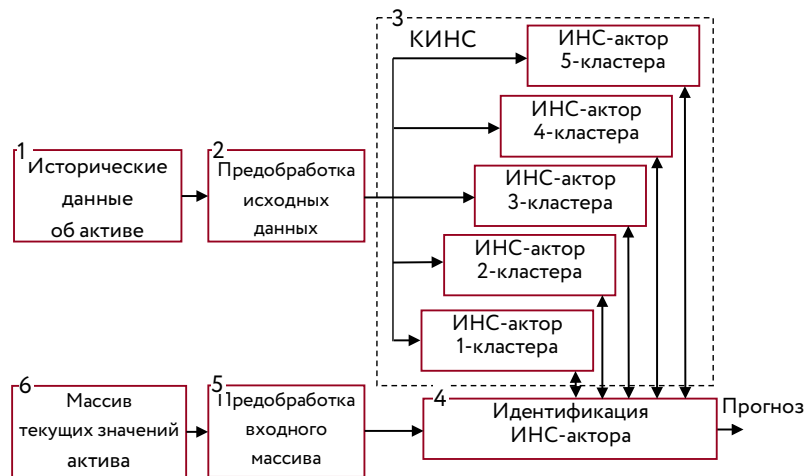 3
КИНС
ИНС-актор
5-кластера
ИНС-актор
4-кластера
1
Исторические
данные
об активе
2
Предобработка
исходных
данных
ИНС-актор
3-кластера
ИНС-актор
2-кластера
ИНС-актор
1-кластера
6
Массив
текущих значений
актива
5
Предобработка
входного
массива
4
Идентификация
ИНС-актора
Прогноз